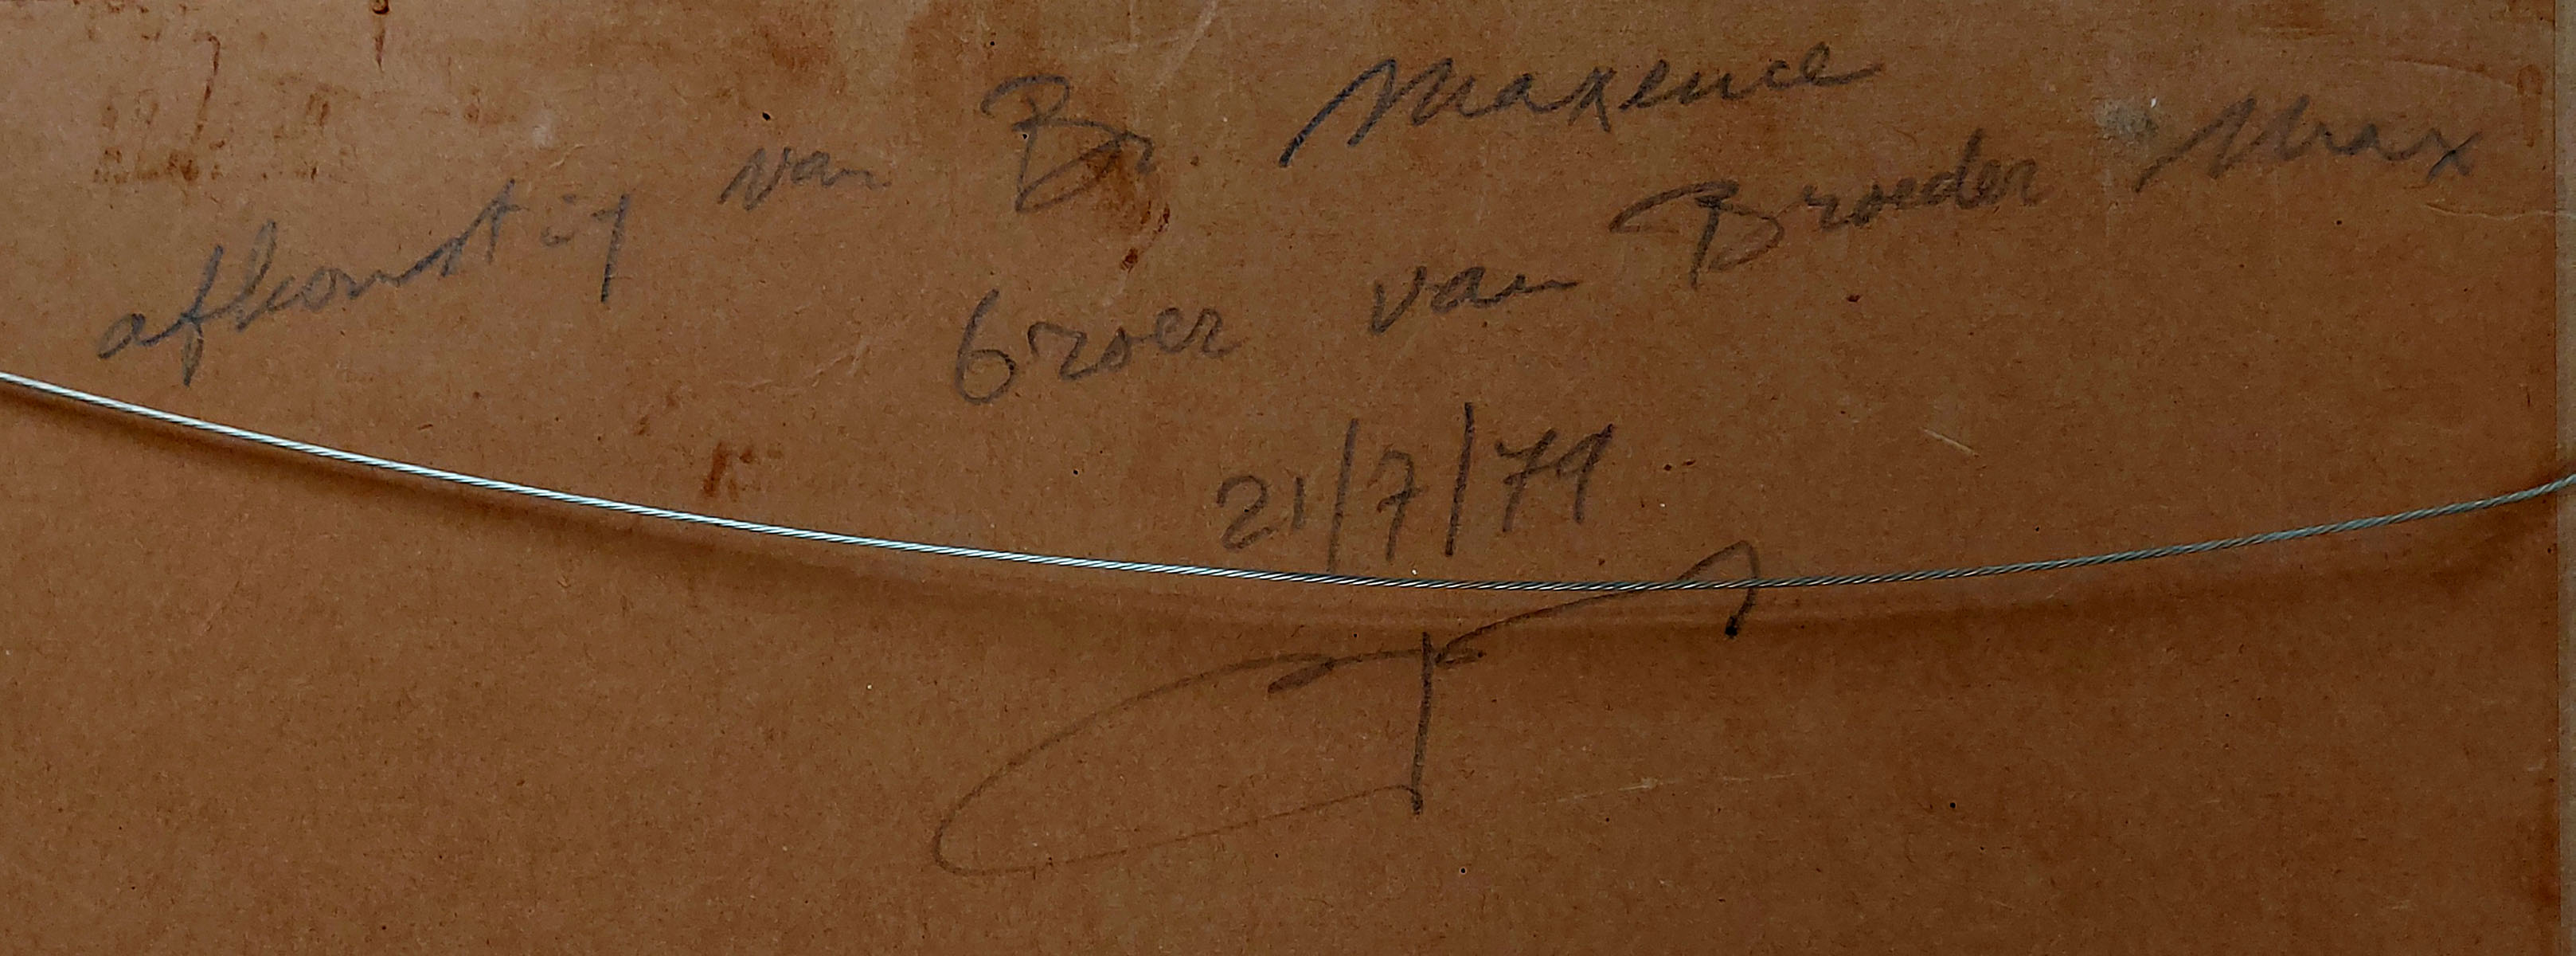 afkomstig van Br. Maxence
broer van Broeder Max
21/7/79